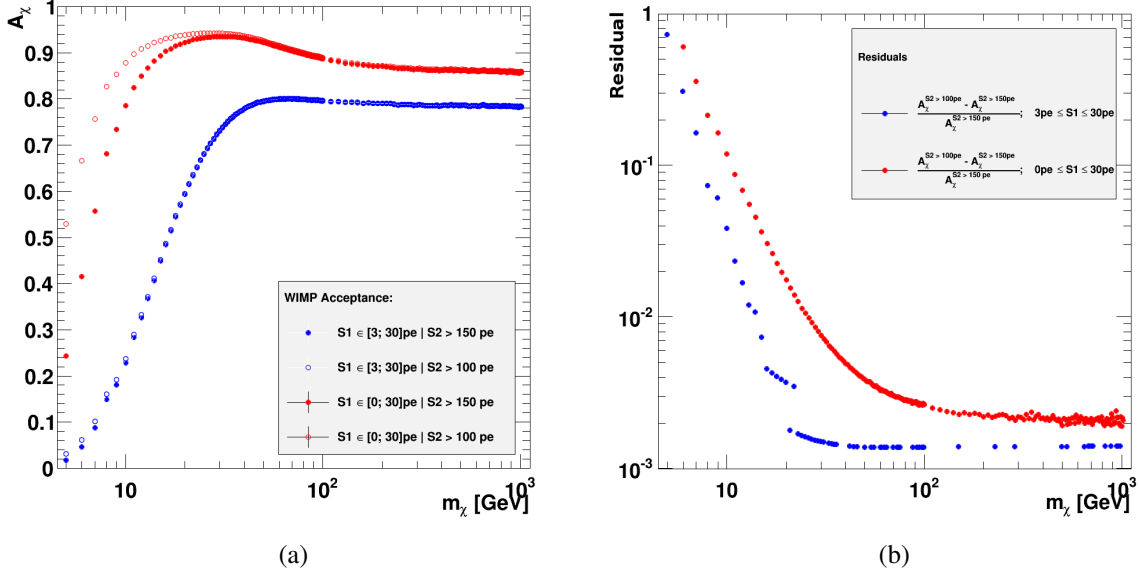 A_χ
1
0.9
0.8
0.7
0.6
0.5
0.4
0.3
0.2
0.1
0
WIMP Acceptance:
S1 ∈ [3; 30]pe | S2 > 150 pe
S1 ∈ [3; 30]pe | S2 > 100 pe
S1 ∈ [0; 30]pe | S2 > 150 pe
S1 ∈ [0; 30]pe | S2 > 100 pe
10 10^2 10^3
m_χ [GeV]
(a)
Residual
1
10^-1
10^-2
10^-3
Residuals
A_χ^S2 > 100pe - A_χ^S2 > 150pe
A_χ^S2 > 150 pe
; 3pe ≤ S1 ≤ 30pe
A_χ^S2 > 100pe - A_χ^S2 > 150pe
A_χ^S2 > 150 pe
; 0pe ≤ S1 ≤ 30pe
10 10^2 10^3
m_χ [GeV]
(b)